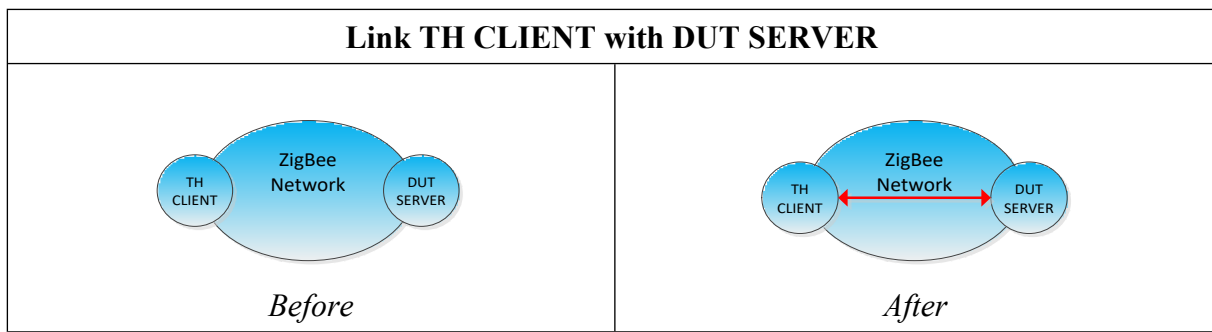 Link TH CLIENT with DUT SERVER
ZigBee
Network
TH
CLIENT
DUT
SERVER
Before
ZigBee
Network
TH
CLIENT
DUT
SERVER
After